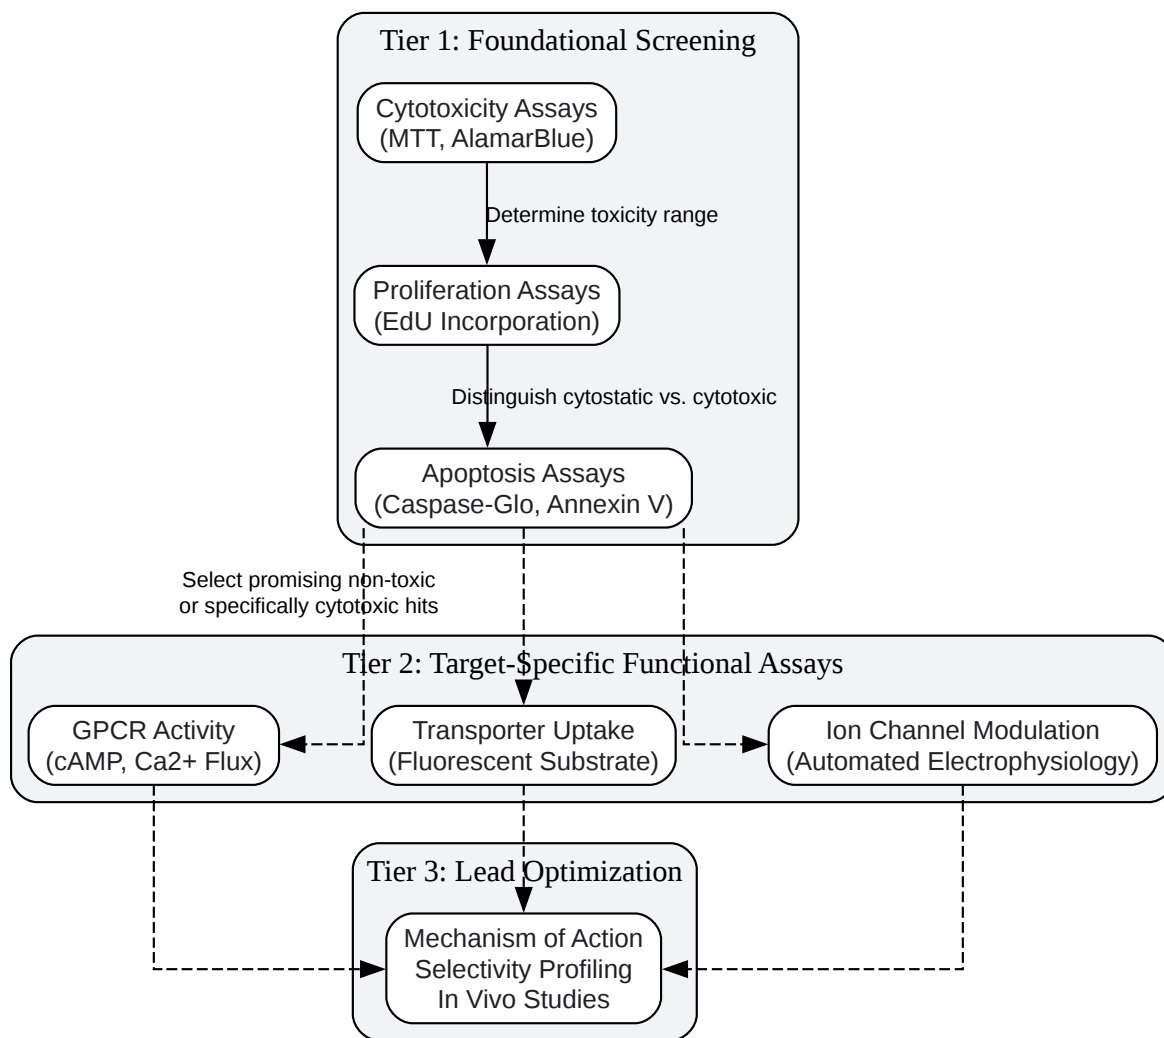 Tier 1: Foundational Screening
Cytotoxicity Assays
(MTT, AlamarBlue)
Determine toxicity range
Proliferation Assays
(EdU Incorporation)
Distinguish cytostatic vs. cytotoxic
Apoptosis Assays
(Caspase-Glo, Annexin V)
Select promising non-toxic
or specifically cytotoxic hits
Tier 2: Target-Specific Functional Assays
GPCR Activity
(cAMP, Ca2+ Flux)
Transporter Uptake
(Fluorescent Substrate)
Ion Channel Modulation
(Automated Electrophysiology)
Tier 3: Lead Optimization
Mechanism of Action
Selectivity Profiling
In Vivo Studies